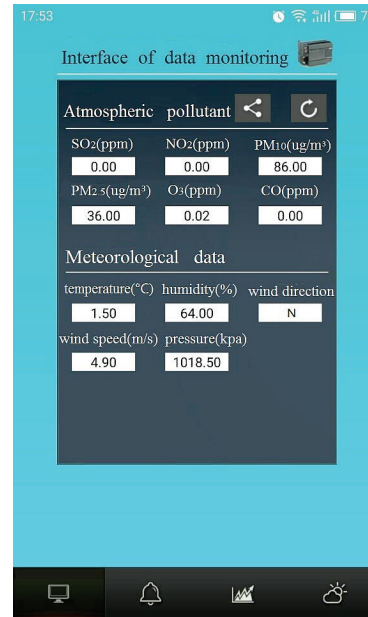 17:53 7
Interface of data monitoring
Atmospheric pollutant
SO2(ppm) NO2(ppm) PM10(ug/m³)
0.00 0.00 86.00
PM2.5(ug/m³) O3(ppm) CO(ppm)
36.00 0.02 0.00
Meteorological data
temperature(°C) humidity(%) wind direction
1.50 64.00 N
wind speed(m/s) pressure(kpa)
4.90 1018.50